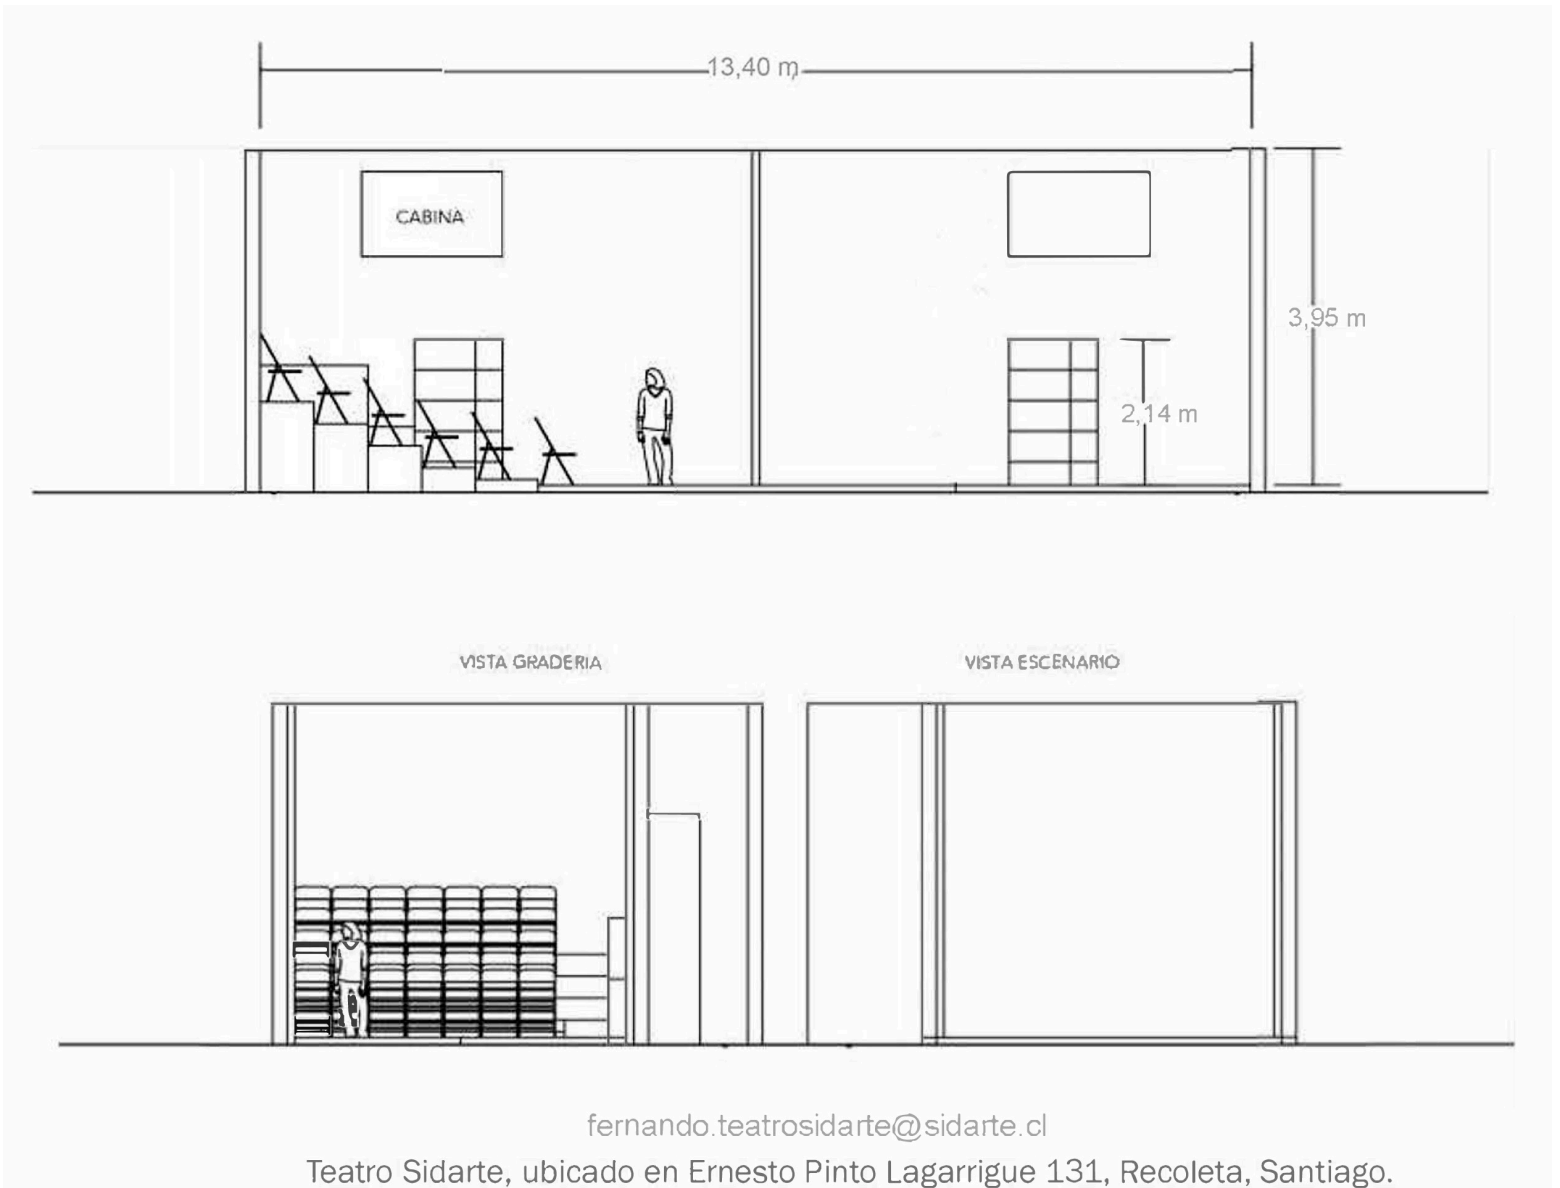 13,40 m
CABINA
3,95 m
2,14 m
VISTA GRADERIA
VISTA ESCENARIO
fernando.teatrosidarte@sidarte.cl
Teatro Sidarte, ubicado en Ernesto Pinto Lagarrigue 131, Recoleta, Santiago.